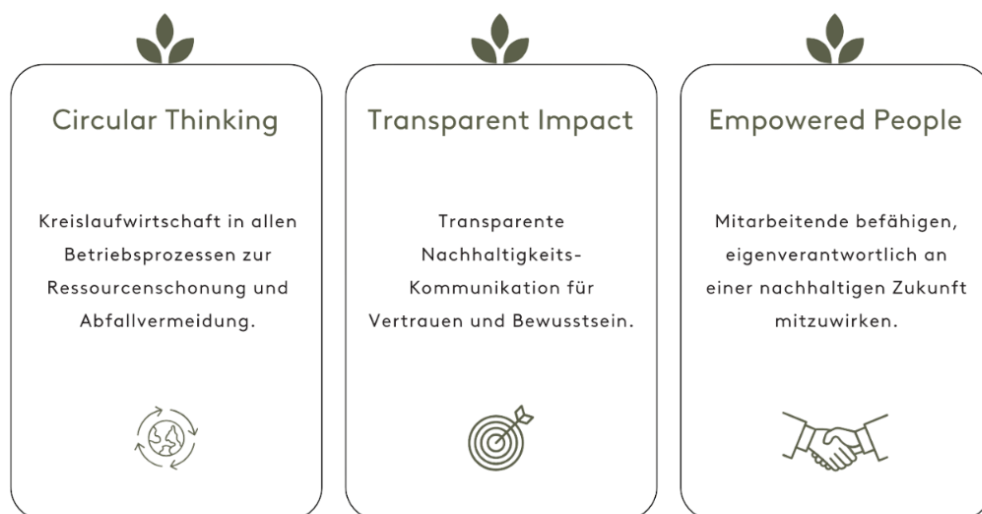 Circular Thinking
Kreislaufwirtschaft in allen
Betriebsprozessen zur
Ressourcenschonung und
Abfallvermeidung.
Transparent Impact
Transparente
Nachhaltigkeits-
Kommunikation für
Vertrauen und Bewusstsein.
Empowered People
Mitarbeitende befähigen,
eigenverantwortlich an
einer nachhaltigen Zukunft
mitzuwirken.